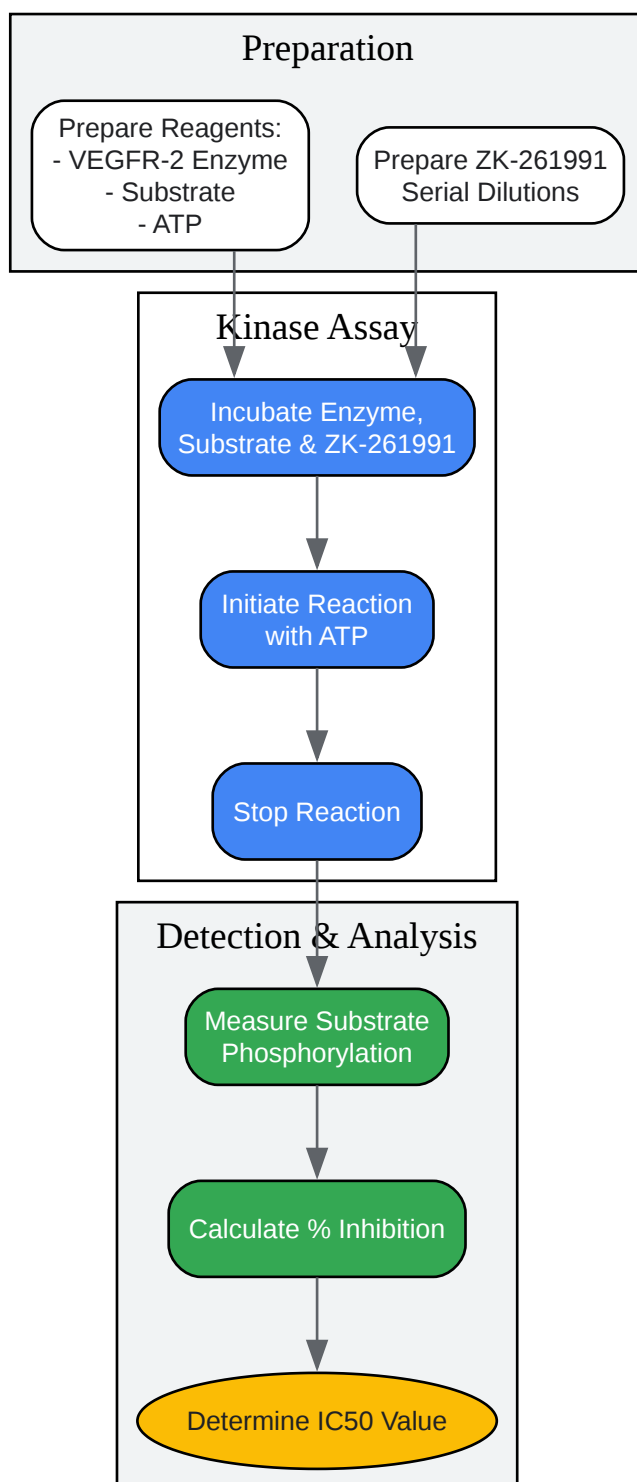 Preparation
Prepare Reagents:
- VEGFR-2 Enzyme
- Substrate
- ATP
Prepare ZK-261991
Serial Dilutions
Kinase Assay
Incubate Enzyme,
Substrate & ZK-261991
Initiate Reaction
with ATP
Stop Reaction
Detection & Analysis
Measure Substrate
Phosphorylation
Calculate % Inhibition
Determine IC50 Value